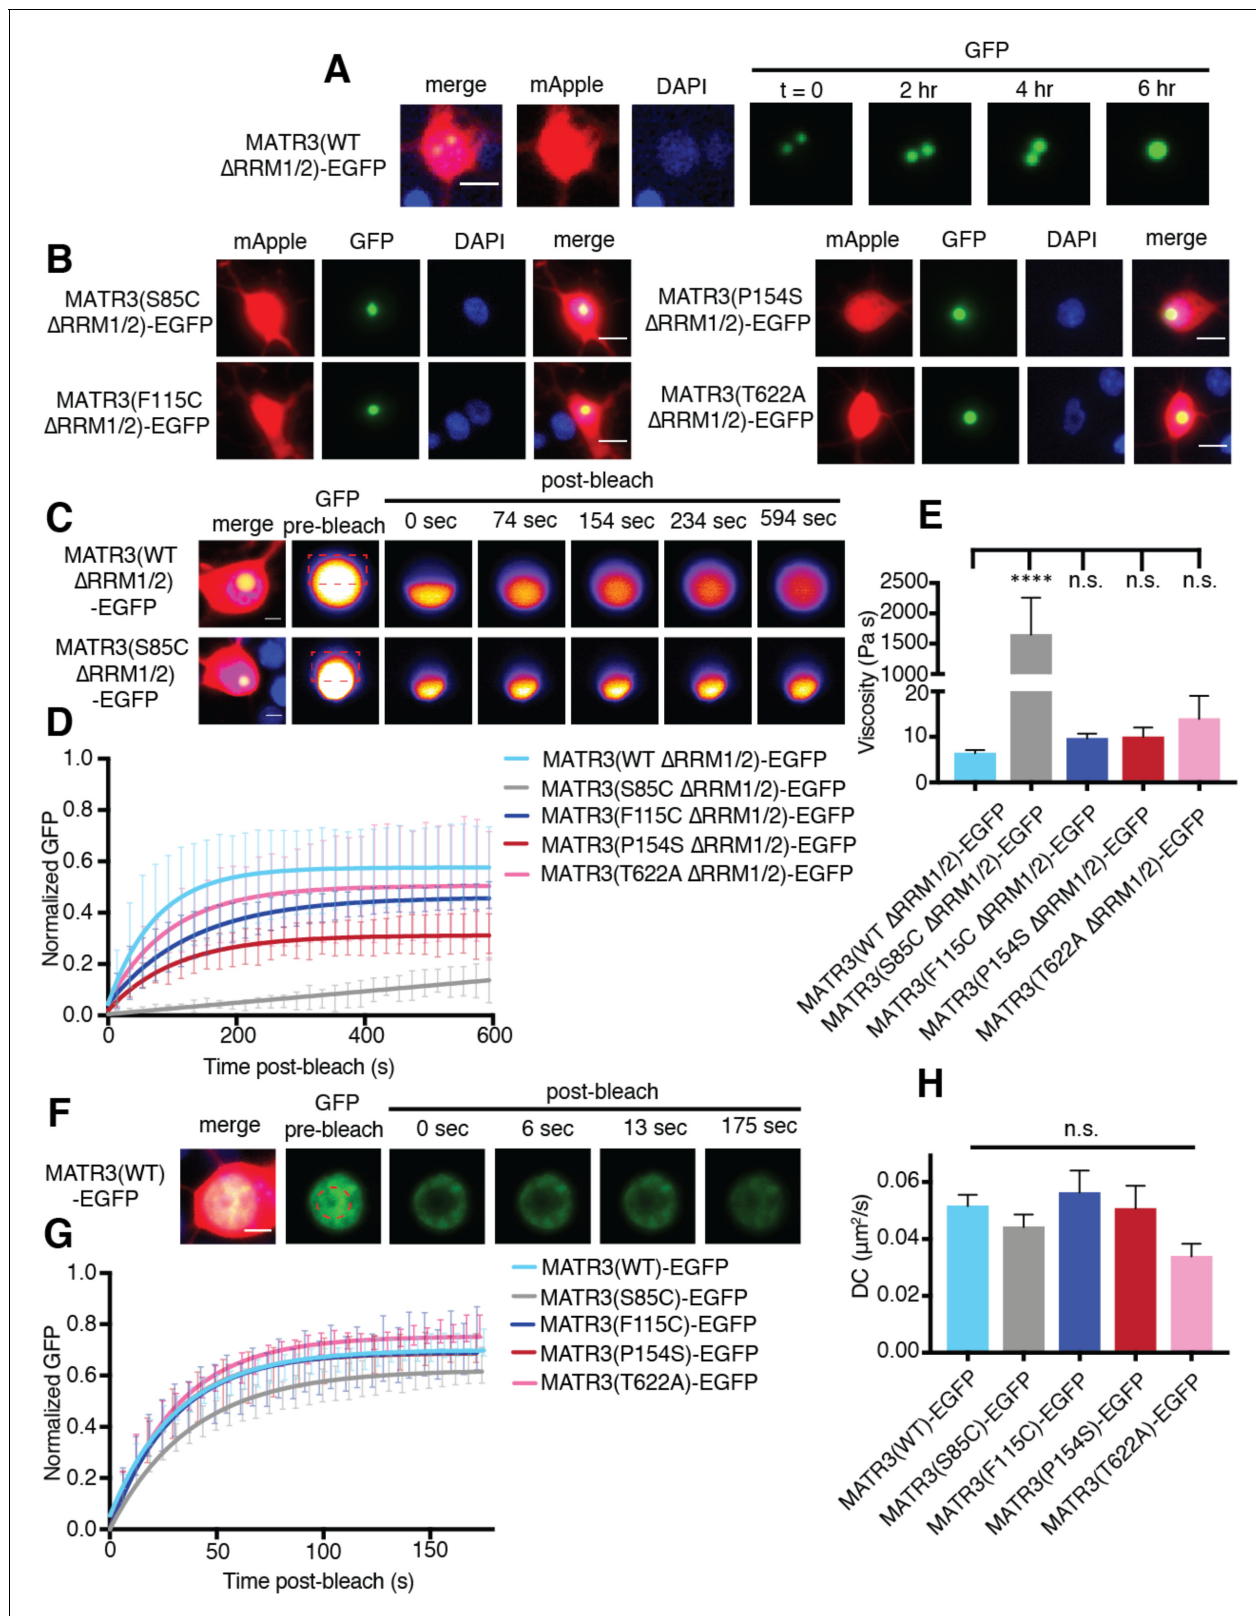 A
GFP
merge
mApple
DAPI
t = 0
2 hr
4 hr
6 hr
MATR3(WT
ΔRRM1/2)-EGFP
B
mApple
GFP
DAPI
merge
mApple
GFP
DAPI
merge
MATR3(S85C
ΔRRM1/2)-EGFP
MATR3(P154S
ΔRRM1/2)-EGFP
MATR3(F115C
ΔRRM1/2)-EGFP
MATR3(T622A
ΔRRM1/2)-EGFP
C
merge
GFP
pre-bleach
post-bleach
0 sec
74 sec
154 sec
234 sec
594 sec
MATR3(WT
ΔRRM1/2)
-EGFP
MATR3(S85C
ΔRRM1/2)
-EGFP
E
****
n.s.
n.s.
n.s.
Viscosity (Pa s)
2500
2000
1500
1000
20
10
0
MATR3(WT ΔRRM1/2)-EGFP
MATR3(S85C ΔRRM1/2)-EGFP
MATR3(F115C ΔRRM1/2)-EGFP
MATR3(P154S ΔRRM1/2)-EGFP
MATR3(T622A ΔRRM1/2)-EGFP
D
Normalized GFP
1.0
0.8
0.6
0.4
0.2
0.0
0
200
400
600
Time post-bleach (s)
MATR3(WT ΔRRM1/2)-EGFP
MATR3(S85C ΔRRM1/2)-EGFP
MATR3(F115C ΔRRM1/2)-EGFP
MATR3(P154S ΔRRM1/2)-EGFP
MATR3(T622A ΔRRM1/2)-EGFP
F
merge
GFP
pre-bleach
post-bleach
0 sec
6 sec
13 sec
175 sec
MATR3(WT)
-EGFP
G
Normalized GFP
1.0
0.8
0.6
0.4
0.2
0.0
0
50
100
150
Time post-bleach (s)
MATR3(WT)-EGFP
MATR3(S85C)-EGFP
MATR3(F115C)-EGFP
MATR3(P154S)-EGFP
MATR3(T622A)-EGFP
H
n.s.
DC (µm²/s)
0.06
0.04
0.02
0.00
MATR3(WT)-EGFP
MATR3(S85C)-EGFP
MATR3(F115C)-EGFP
MATR3(P154S)-EGFP
MATR3(T622A)-EGFP